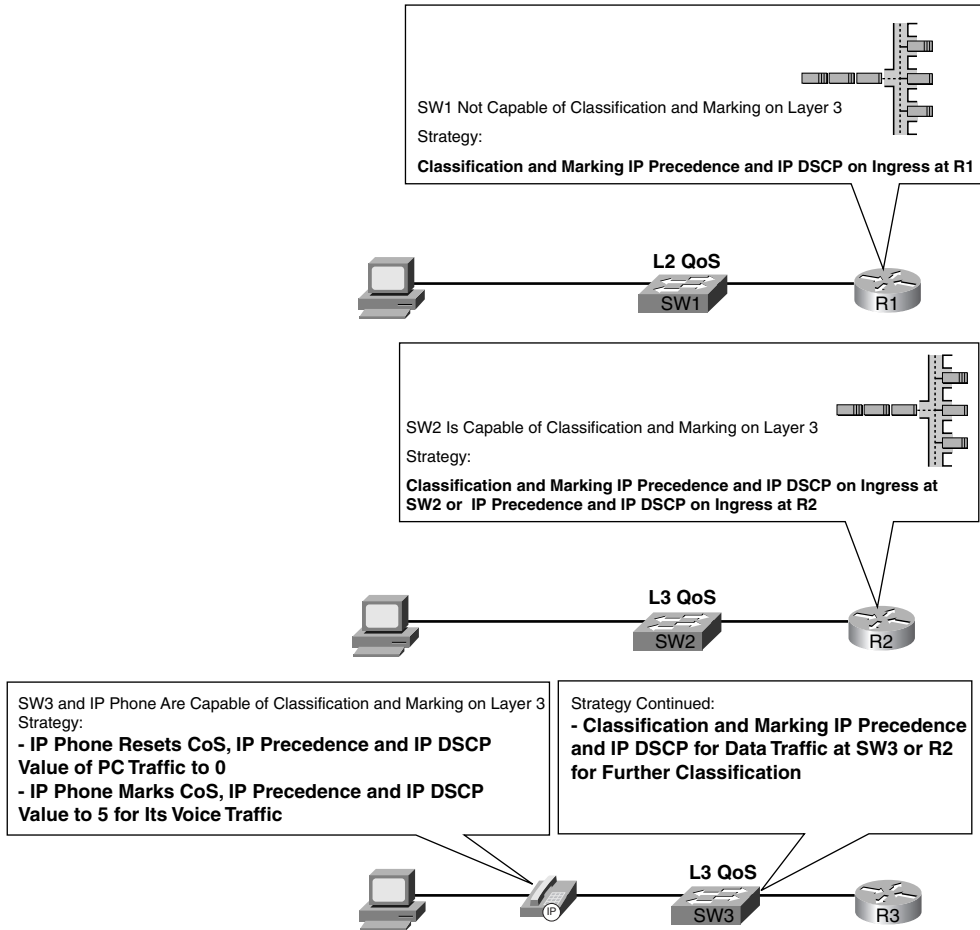 SW1 Not Capable of Classification and Marking on Layer 3
Strategy:
Classification and Marking IP Precedence and IP DSCP on Ingress at R1
L2 QoS
SW1
R1
SW2 Is Capable of Classification and Marking on Layer 3
Strategy:
Classification and Marking IP Precedence and IP DSCP on Ingress at
SW2 or IP Precedence and IP DSCP on Ingress at R2
L3 QoS
SW2
R2
SW3 and IP Phone Are Capable of Classification and Marking on Layer 3
Strategy:
- IP Phone Resets CoS, IP Precedence and IP DSCP
Value of PC Traffic to 0
- IP Phone Marks CoS, IP Precedence and IP DSCP
Value to 5 for Its Voice Traffic
Strategy Continued:
- Classification and Marking IP Precedence
and IP DSCP for Data Traffic at SW3 or R2
for Further Classification
L3 QoS
IP
SW3
R3